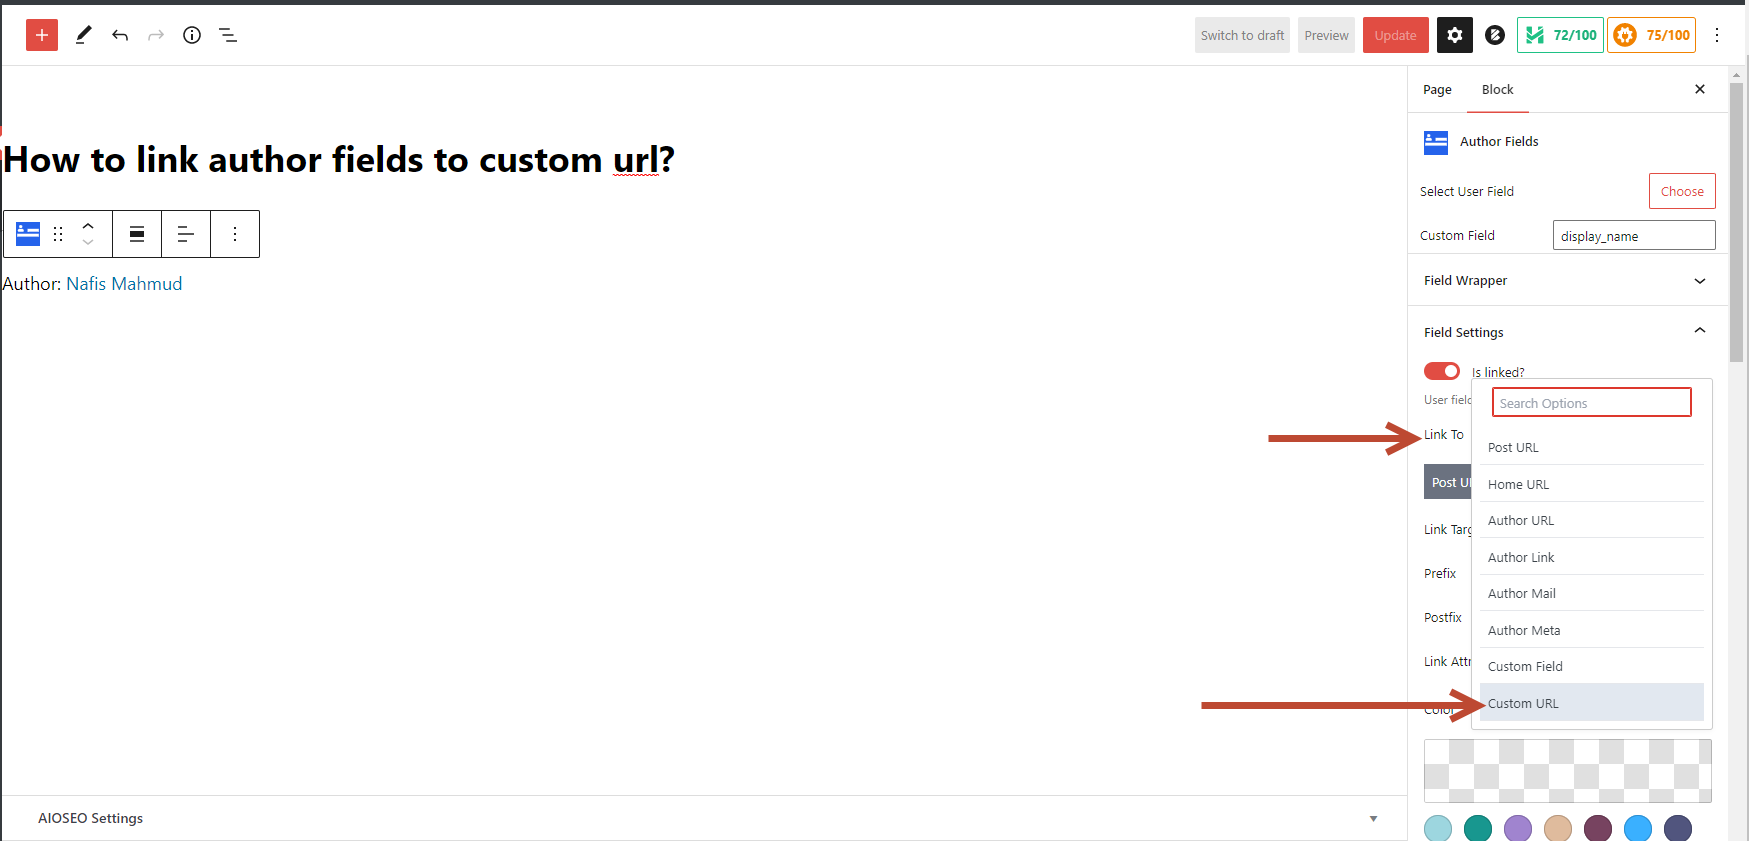 Switch to draft
Preview
Update
72/100
75/100
Page
Block
How to link author fields to custom url?
Author: Nafis Mahmud
Author Fields
Select User Field
Choose
Custom Field
display_name
Field Wrapper
Field Settings
Is linked?
User field
Search Options
Link To
Post URL
Post U
Home URL
Author URL
Link Targ
Author Link
Prefix
Author Mail
Postfix
Author Meta
Link Attr
Custom Field
Color
Custom URL
AIOSEO Settings